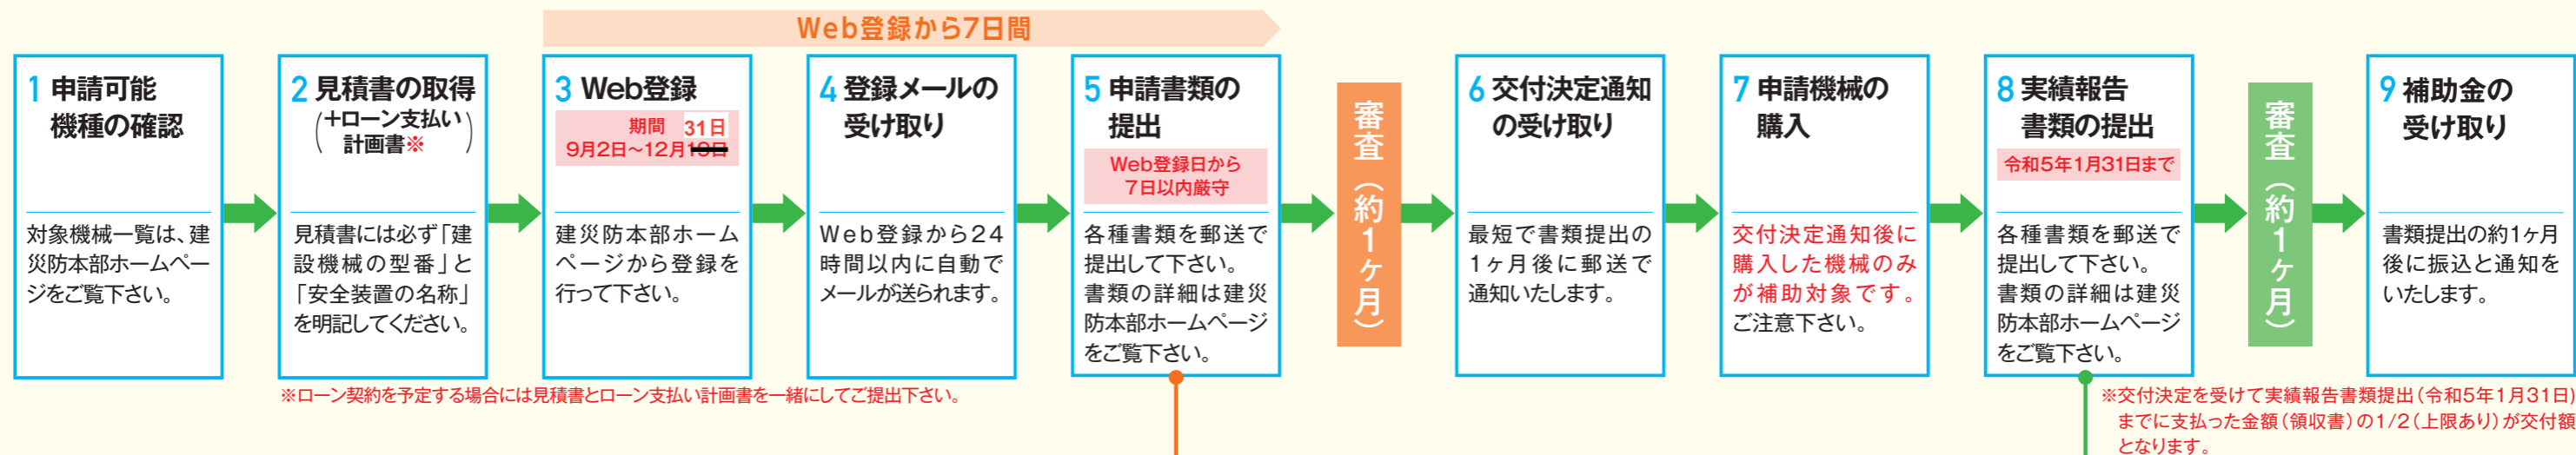 Web登録から7日間
1 申請可能
機種の確認
対象機械一覧は、建
災防本部ホームペー
ジをご覧下さい。
2 見積書の取得
(+ローン支払い
計画書※)
見積書には必ず「建
設機械の型番」と
「安全装置の名称」
を明記してください。
3 Web登録
期間 31日
9月2日~12月19日
建災防本部ホーム
ページから登録を
行って下さい。
4 登録メールの
受け取り
Web登録から24
時間以内に自動で
メールが送られます。
5 申請書類の
提出
Web登録日から
7日以内厳守
各種書類を郵送で
提出して下さい。
書類の詳細は建災
防本部ホームページ
をご覧下さい。
審査(約1ヶ月)
6 交付決定通知
の受け取り
最短で書類提出の
1ヶ月後に郵送で
通知いたします。
7 申請機械の
購入
交付決定通知後に
購入した機械のみ
が補助対象です。
ご注意下さい。
8 実績報告
書類の提出
令和5年1月31日まで
各種書類を郵送で
提出して下さい。
書類の詳細は建災
防本部ホームページ
をご覧下さい。
審査(約1ヶ月)
9 補助金の
受け取り
書類提出の約1ヶ月
後に振込と通知を
いたします。
※ローン契約を予定する場合には見積書とローン支払い計画書を一緒にしてご提出下さい。
※交付決定を受けて実績報告書類提出(令和5年1月31日)
までに支払った金額(領収書)の1/2(上限あり)が交付額
となります。